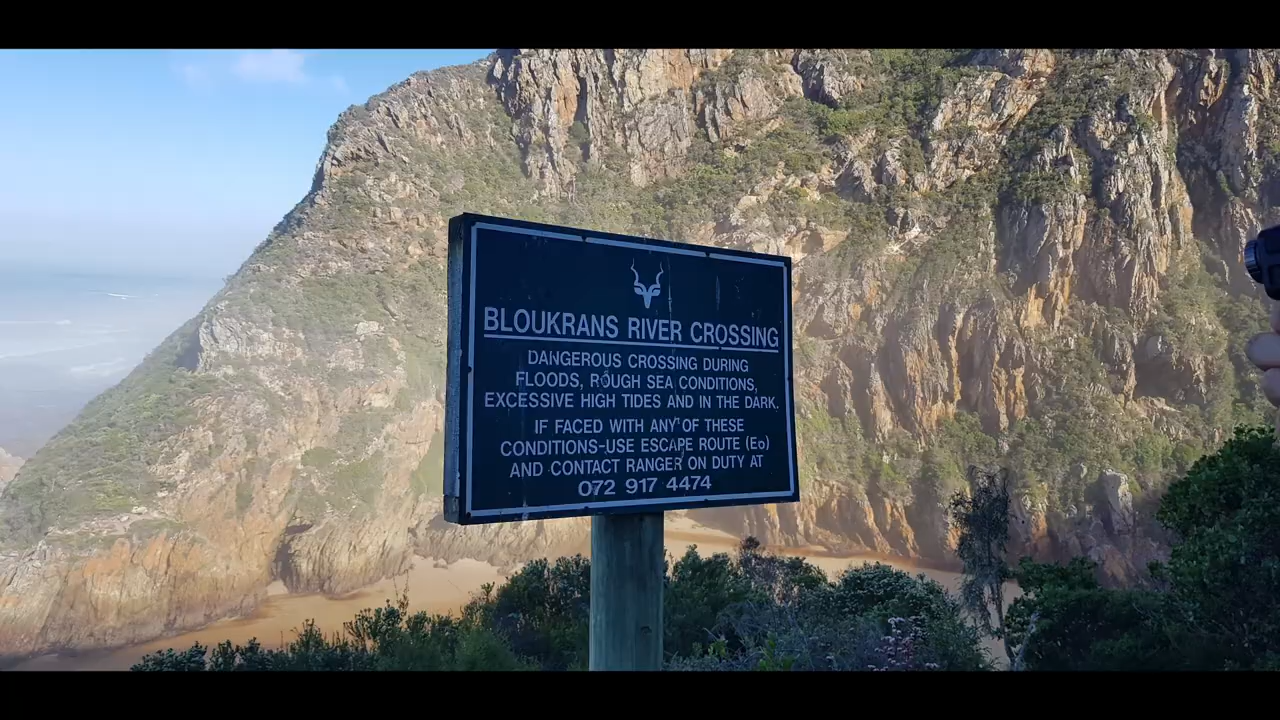 BLOUKRANS RIVER CROSSING
DANGEROUS CROSSING DURING
FLOODS, ROUGH SEA CONDITIONS,
EXCESSIVE HIGH TIDES AND IN THE DARK.
IF FACED WITH ANY OF THESE
CONDITIONS-USE ESCAPE ROUTE (ED)
AND CONTACT RANGER ON DUTY AT
072 917 4474